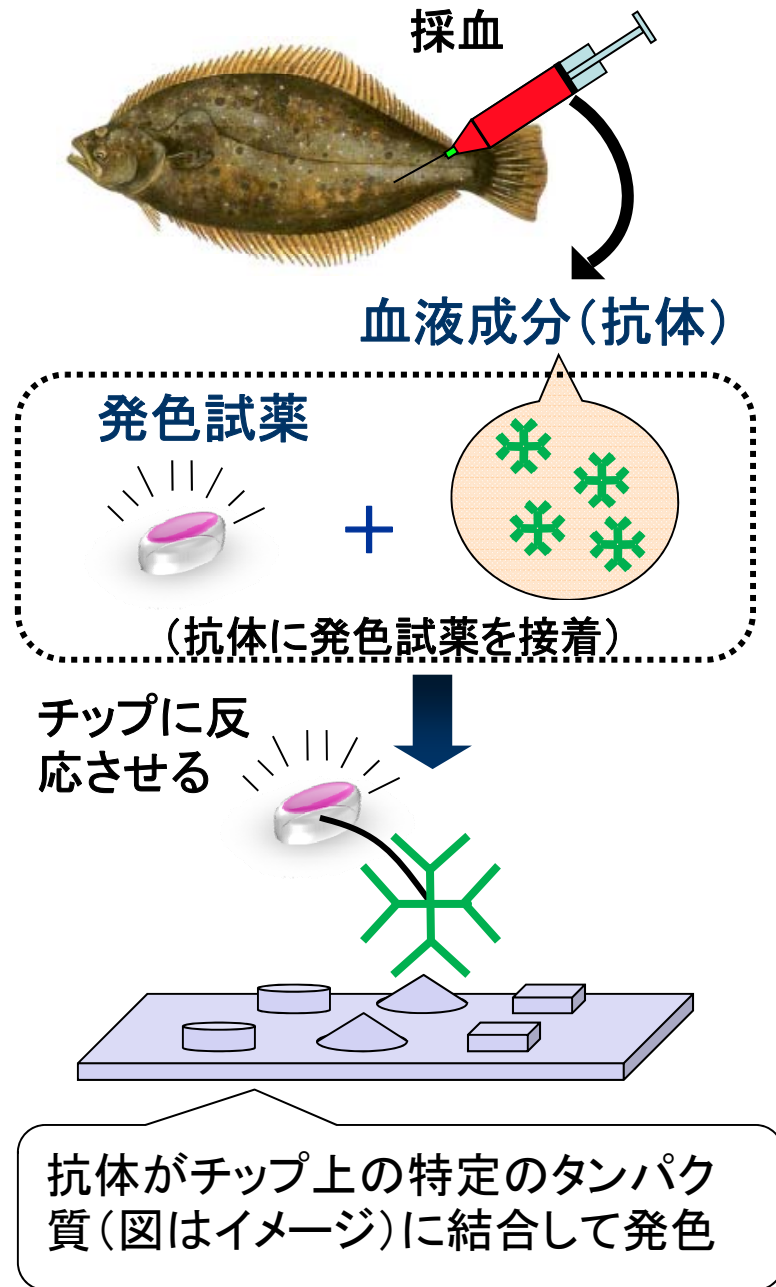 採血
血液成分(抗体)
発色試薬
+
(抗体に発色試薬を接着)
チップに反
応させる
抗体がチップ上の特定のタンパク
質(図はイメージ)に結合して発色